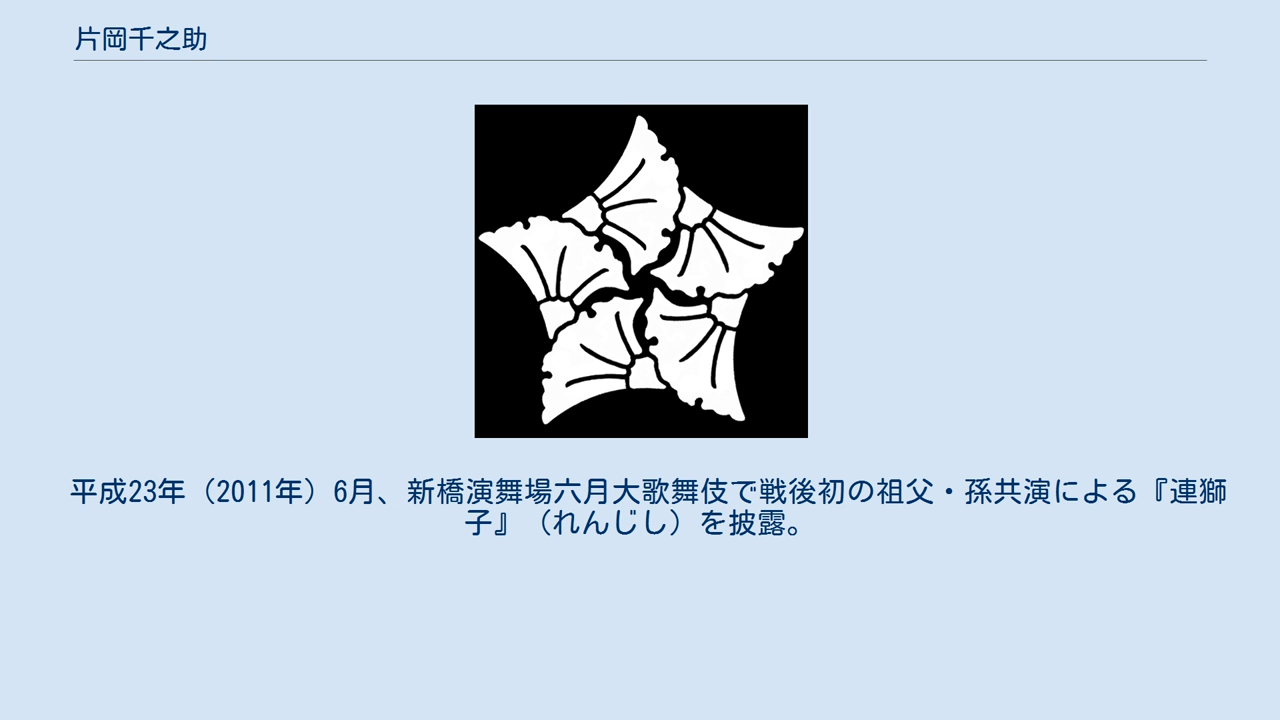 片岡千之助
平成23年（2011年）6月、新橋演舞場六月大歌舞伎で戦後初の祖父・孫共演による『連獅
子』（れんじし）を披露。